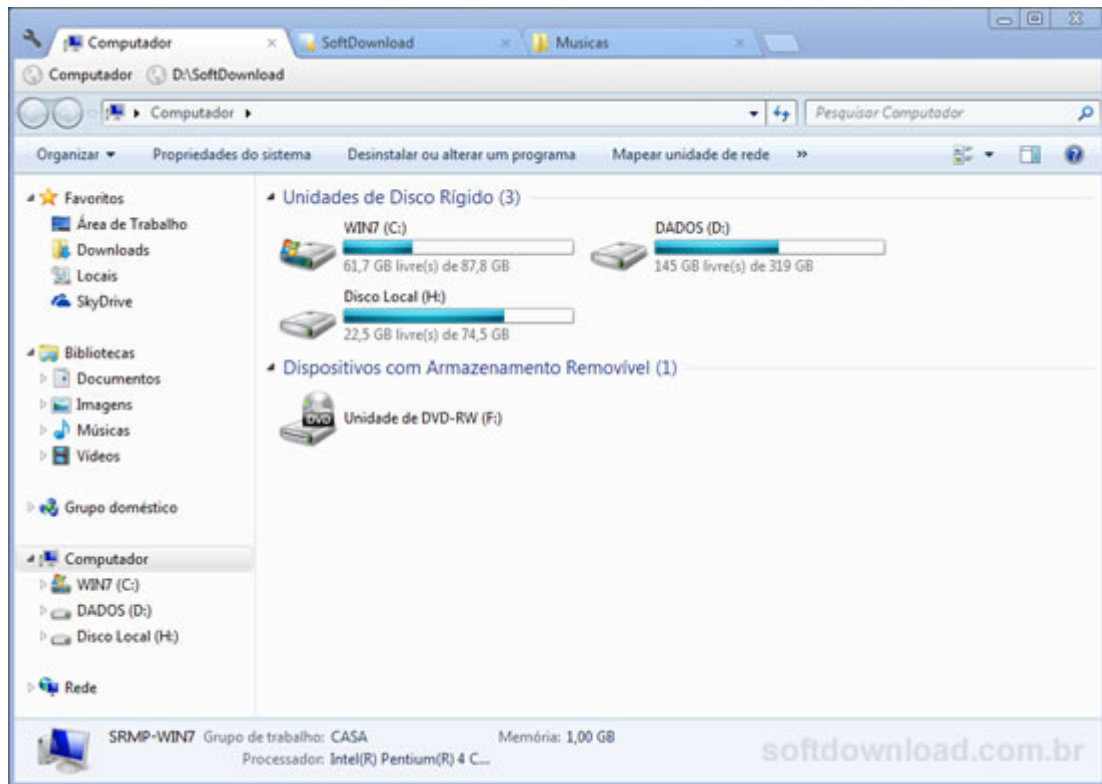 Computador
SoftDownload
Musicas
Computador D:\SoftDownload
Computador
Pesquisar Computador
Organizar Propriedades do sistema Desinstalar ou alterar um programa Mapear unidade de rede »
Favoritos
Área de Trabalho
Downloads
Locais
SkyDrive
Bibliotecas
Documentos
Imagens
Músicas
Vídeos
Grupo doméstico
Computador
WIN7 (C:)
DADOS (D:)
Disco Local (H:)
Rede
Unidades de Disco Rígido (3)
WIN7 (C:)
61,7 GB livre(s) de 87,8 GB
DADOS (D:)
145 GB livre(s) de 319 GB
Disco Local (H:)
22,5 GB livre(s) de 74,5 GB
Dispositivos com Armazenamento Removível (1)
DVD
Unidade de DVD-RW (F:)
SRMP-WIN7 Grupo de trabalho: CASA Memória: 1,00 GB
Processador: Intel(R) Pentium(R) 4 C...
softdownload.com.br